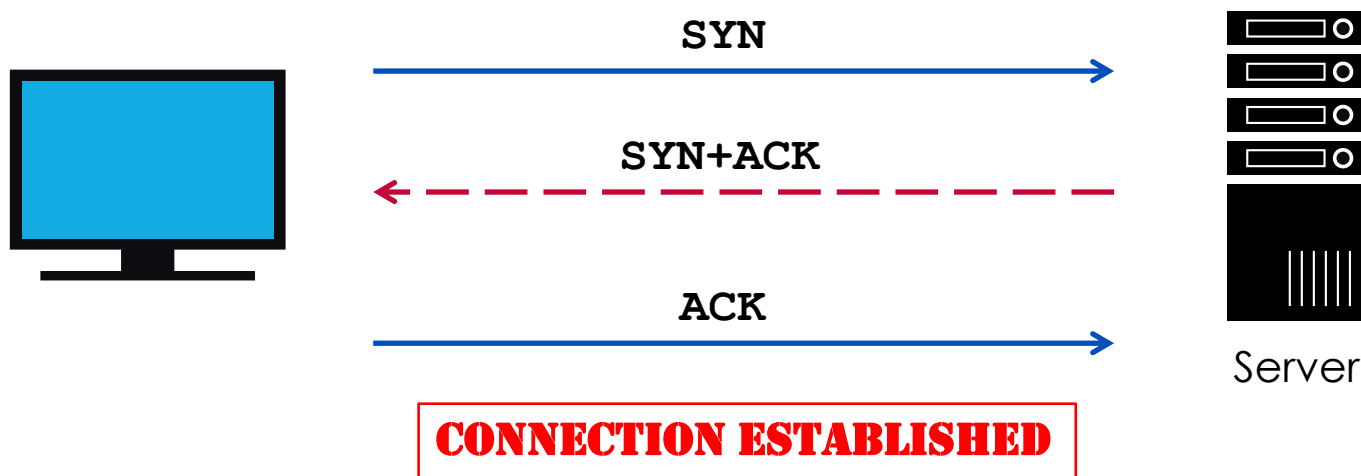 SYN
SYN+ACK
ACK
Server
CONNECTION ESTABLISHED